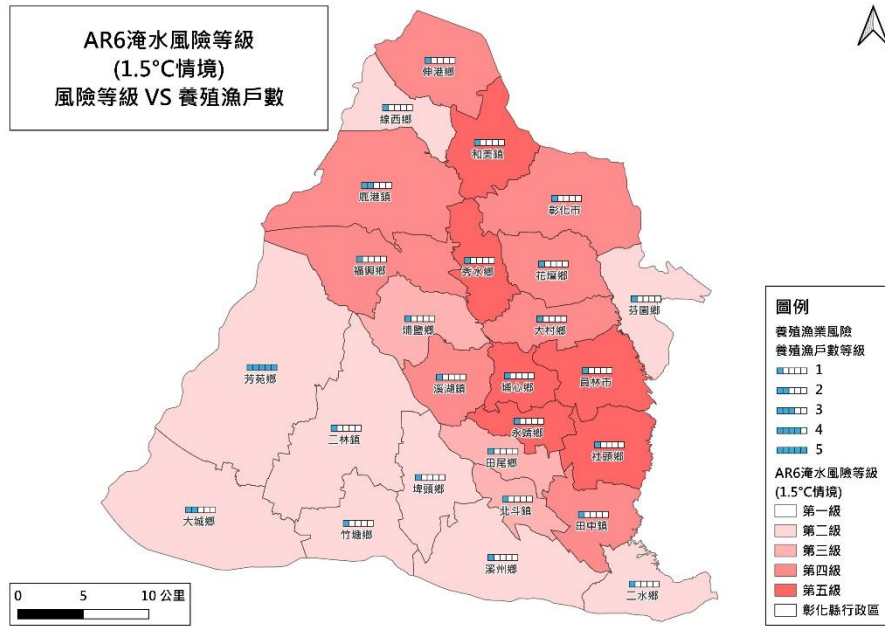 AR6淹水風險等級
(1.5°C情境)
風險等級 VS 養殖漁戶數
伸港鄉
線西鄉
和美鎮
鹿港鎮
彰化市
福興鄉
秀水鄉
花壇鄉
芬園鄉
埔鹽鄉
大村鄉
芳苑鄉
溪湖鎮
埔心鄉
員林市
二林鎮
永靖鄉
田尾鄉
社頭鄉
埤頭鄉
大城鄉
竹塘鄉
北斗鎮
田中鎮
溪州鄉
二水鄉
圖例
養殖漁業風險
養殖漁戶數等級
1
2
3
4
5
AR6淹水風險等級
(1.5°C情境)
第一級
第二級
第三級
第四級
第五級
彰化縣行政區
0 5 10 公里